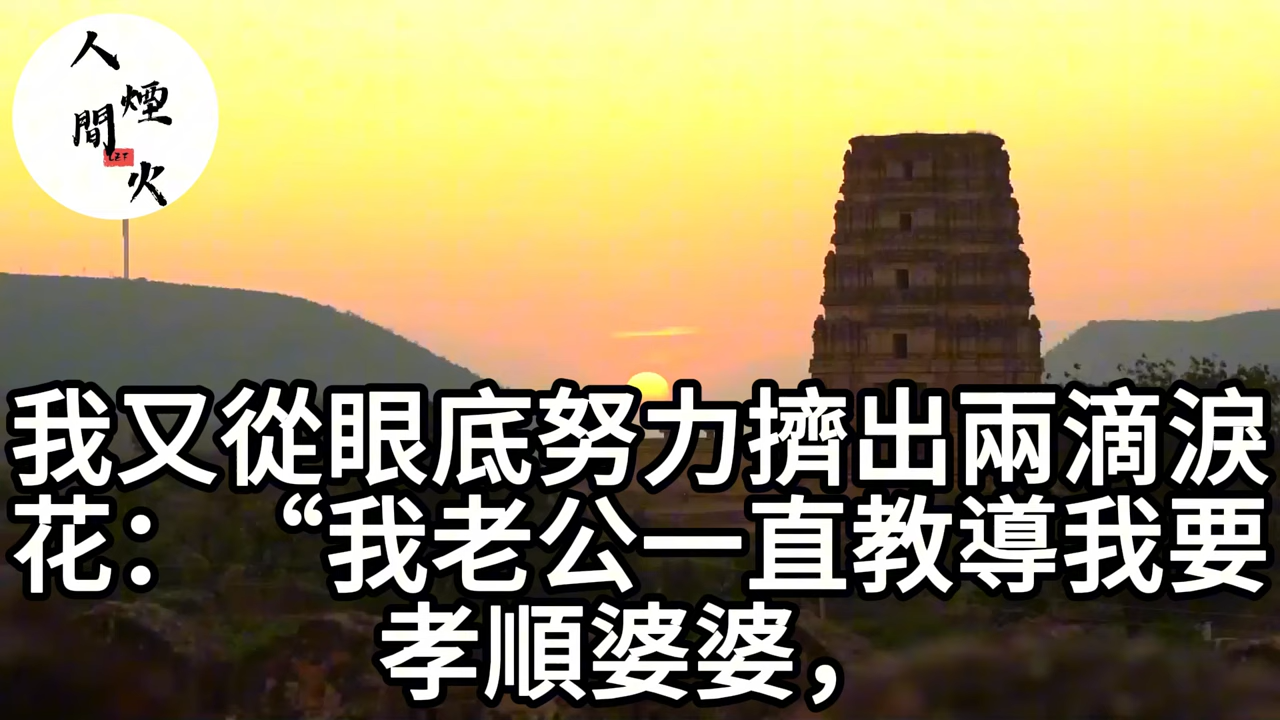 人間煙火
我又從眼底努力擠出兩滴淚
花：“我老公一直教導我要
孝順婆婆，